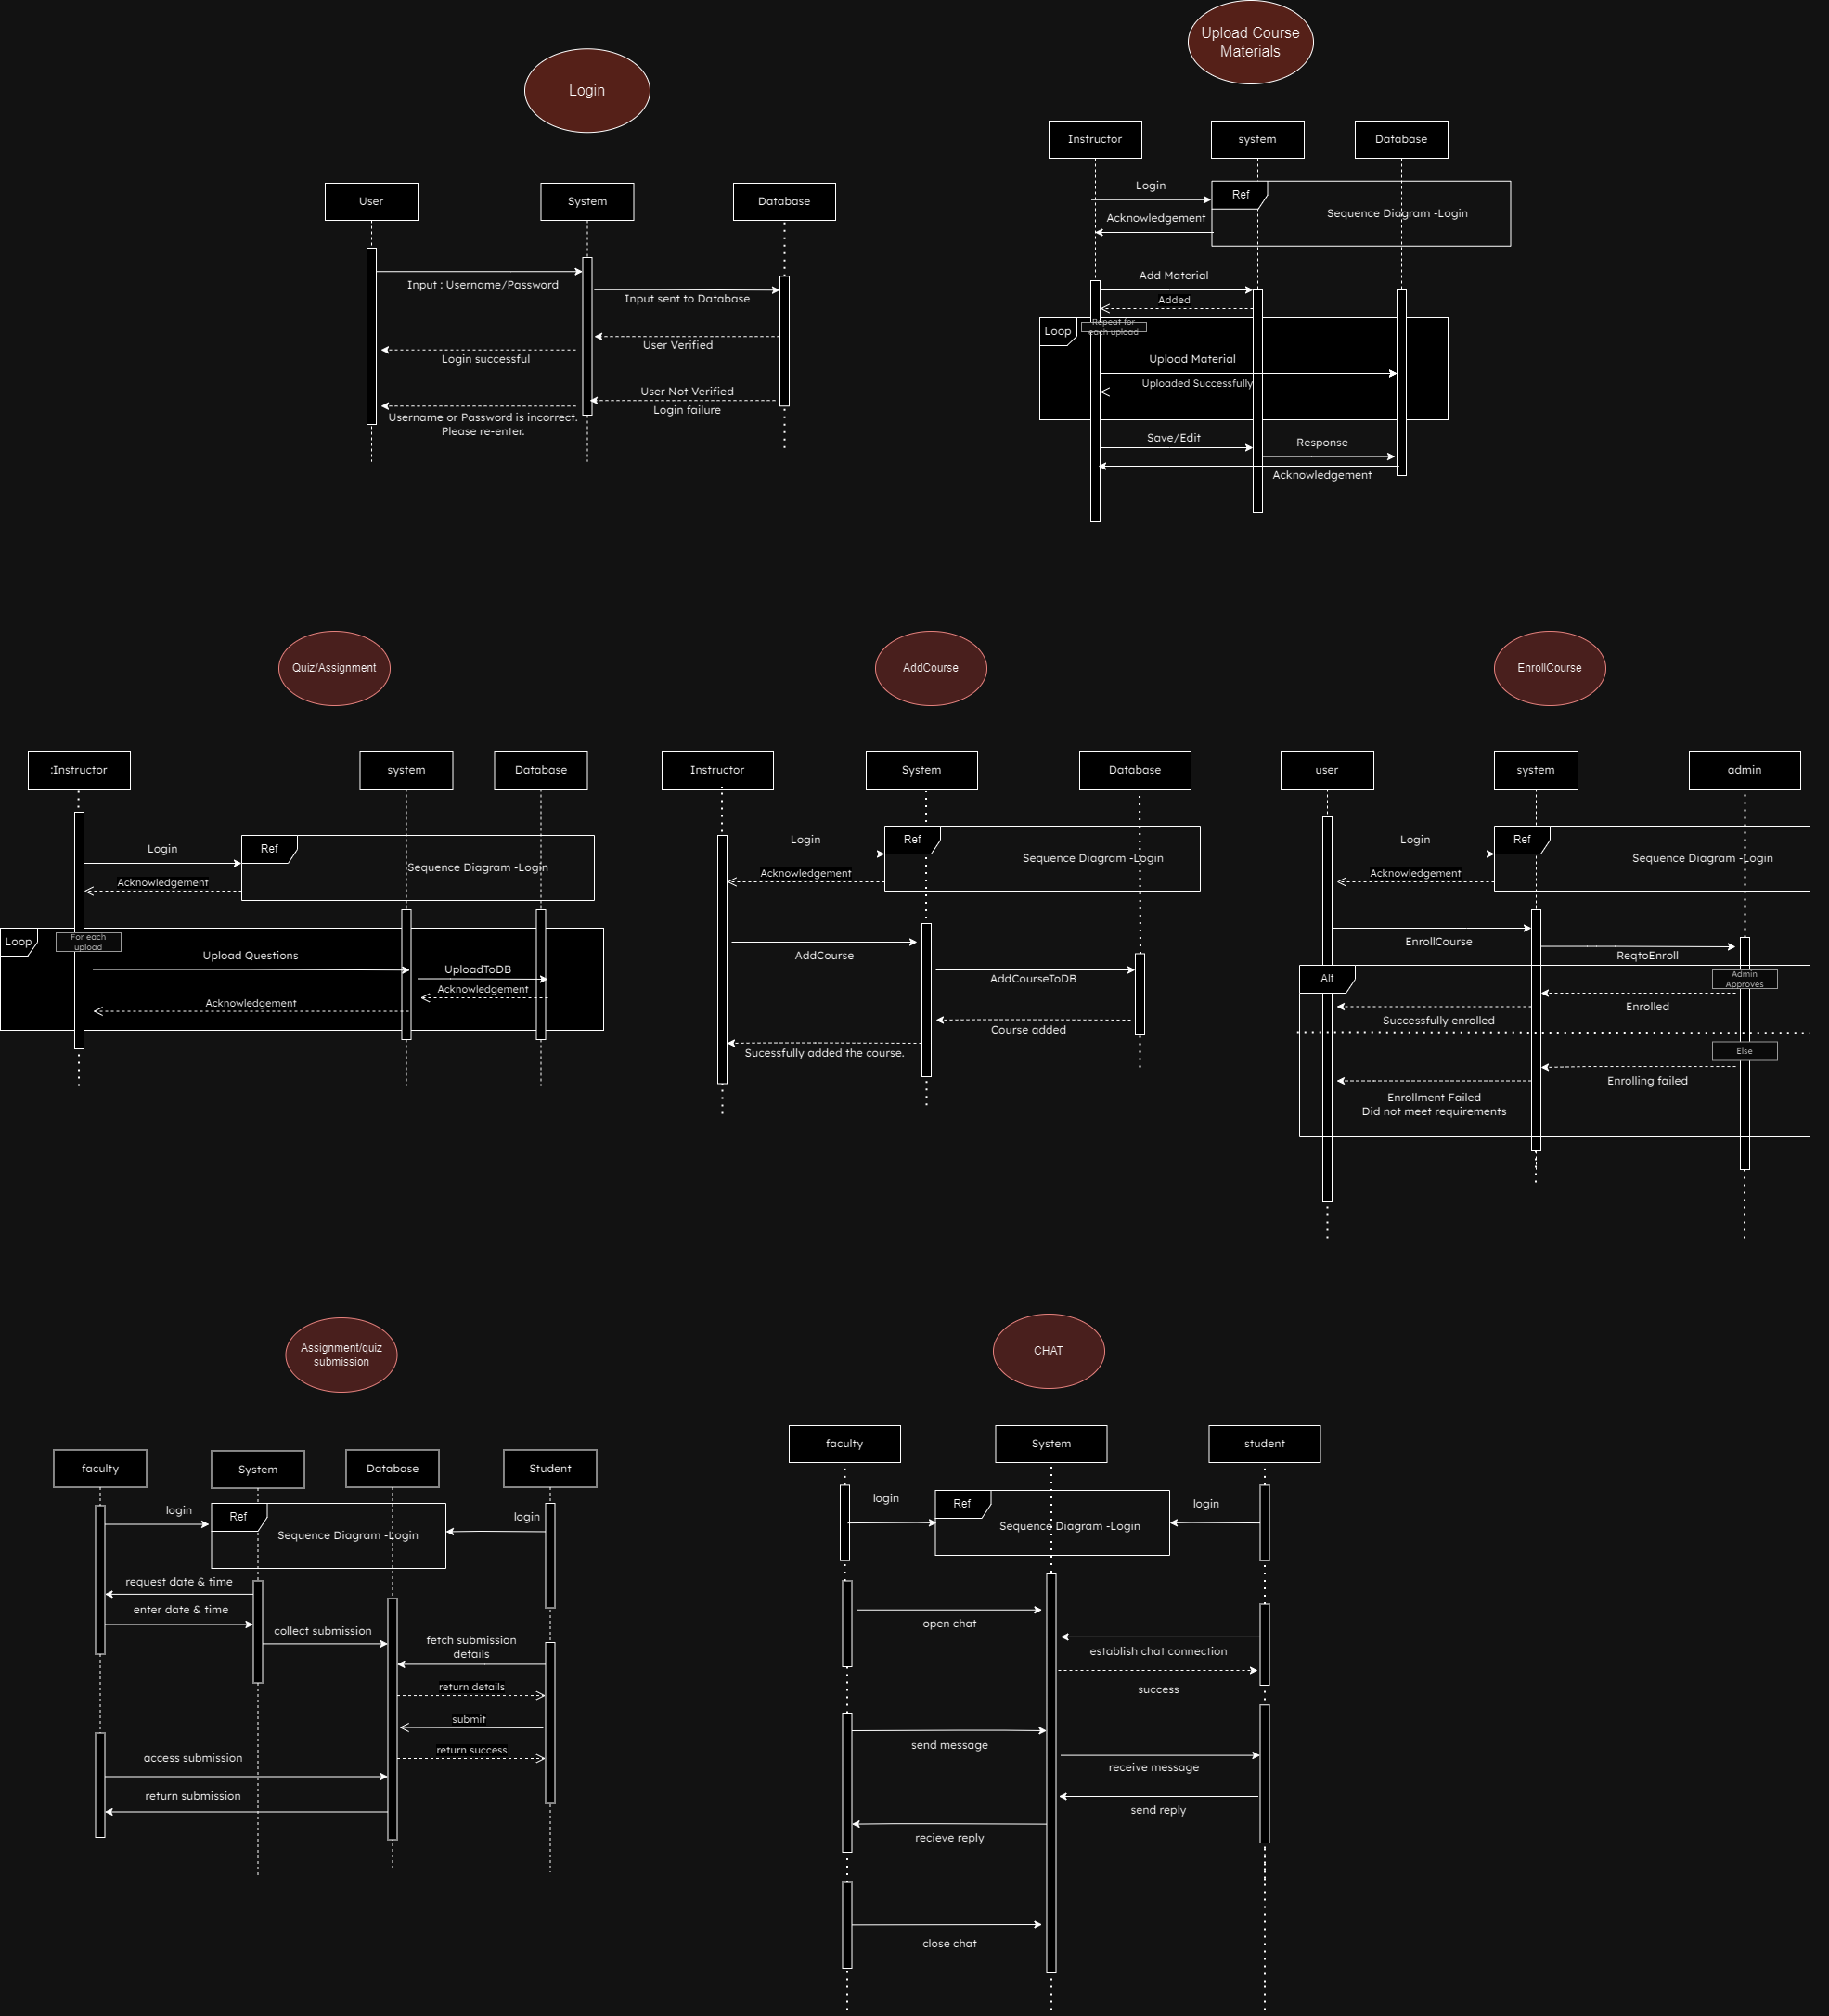 Login
User
System
Database
Input : Username/Password
Input sent to Database
User Verified
Login successful
User Not Verified
Login failure
Username or Password is incorrect.
Please re-enter.
Upload Course
Materials
Instructor
system
Database
Login
Ref
Sequence Diagram -Login
Acknowledgement
Add Material
Added
Loop
Repeat for
each upload
Upload Material
Uploaded Successfully
Save/Edit
Response
Acknowledgement
Quiz/Assignment
:Instructor
system
Database
Login
Ref
Sequence Diagram -Login
Acknowledgement
Loop
For each
upload
Upload Questions
UploadToDB
Acknowledgement
Acknowledgement
AddCourse
Instructor
System
Database
Login
Ref
Sequence Diagram -Login
Acknowledgement
AddCourse
AddCourseToDB
Course added
Sucessfully added the course.
EnrollCourse
user
system
admin
Login
Ref
Sequence Diagram -Login
Acknowledgement
EnrollCourse
ReqtoEnroll
Alt
Admin
Approves
Enrolled
Successfully enrolled
Else
Enrolling failed
Enrollment Failed
Did not meet requirements
Assignment/quiz
submission
faculty
System
Database
Student
login
Ref
login
Sequence Diagram -Login
request date & time
enter date & time
collect submission
fetch submission
details
return details
submit
return success
access submission
return submission
CHAT
faculty
System
student
login
Ref
login
Sequence Diagram -Login
open chat
establish chat connection
success
send message
receive message
send reply
recieve reply
close chat